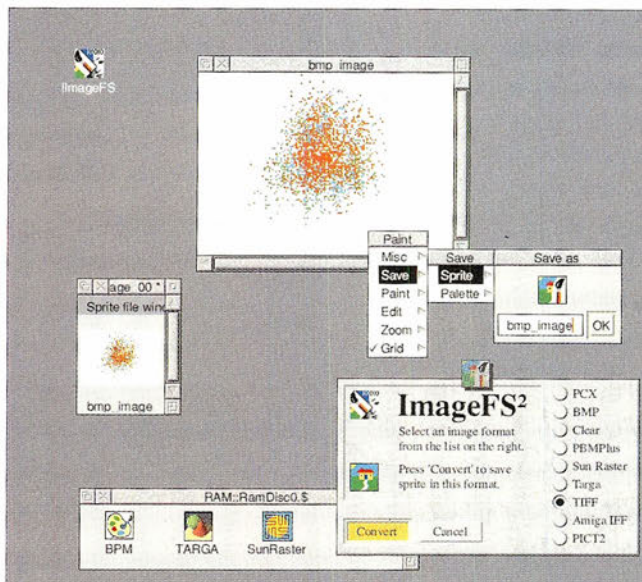 !ImageFS
bmp_image
Paint
Misc
Save
Paint
Edit
Zoom
✓ Grid
Save
Sprite
Palette
Save as
bmp_image
OK
age_00 *
Sprite file wind
bmp_image
ImageFS²
Select an image format
from the list on the right.
Press 'Convert' to save
sprite in this format.
Convert
Cancel
PCX
BMP
Clear
PBMPlus
Sun Raster
Targa
TIFF
Amiga IFF
PICT2
RAM::RamDisc0.$
BPM
TARGA
SunRaster